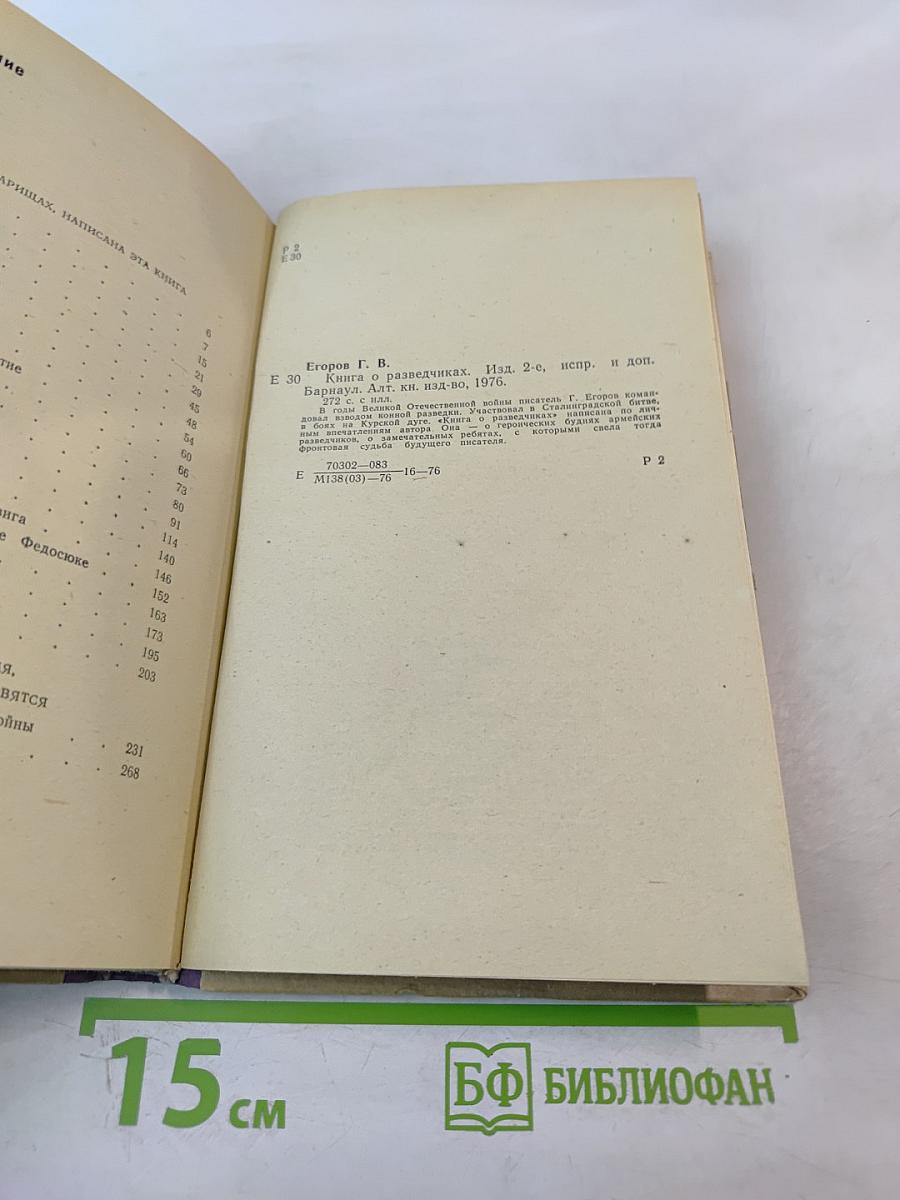 АРИЩАХ, НАПИСАНА ЭТА КНИГА
6
7
15
21
тие
29
45
48
54
60
66
73
80
91
114
е Федосюке
140
146
152
163
173
195
203
ВЯТСЯ
ойны
231
268
Р 2
Е 30
Егоров Г. В.
Е 30 Книга о разведчиках. Изд. 2-е, испр. и доп.
Барнаул. Алт. кн. изд-во, 1976.
272 с. с илл.
В годы Великой Отечественной войны писатель Г. Егоров коман-
довал взводом конной разведки. Участвовал в Сталинградской битве,
в боях на Курской дуге. «Книга о разведчиках» написана по лич-
ным впечатлениям автора. Она — о героических буднях армейских
разведчиков, о замечательных ребятах, с которыми свела тогда
фронтовая судьба будущего писателя.
70302—083
Е М138(03)—76 —16—76 Р 2
15 см
БФ БИБЛИОФАН